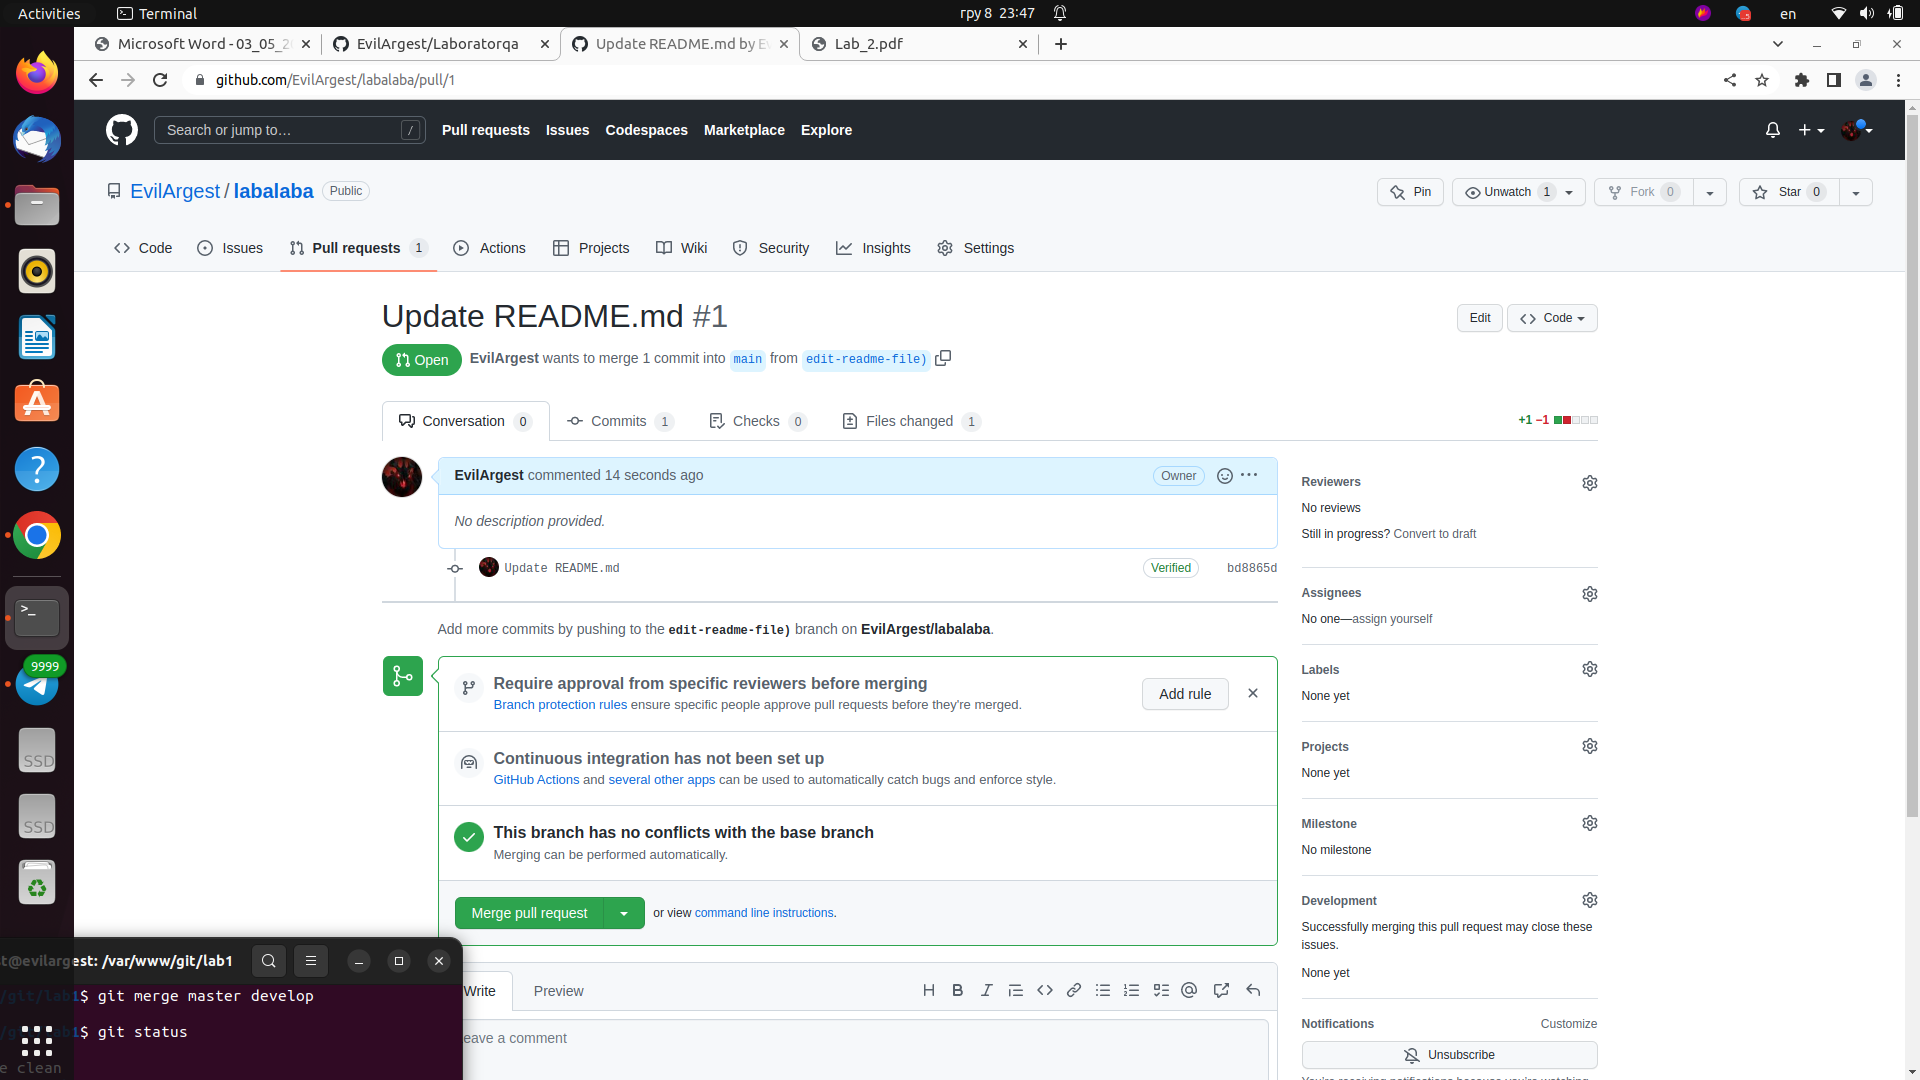 Activities
Terminal
гру 8 23:47
en
Microsoft Word - 03_05_2
EvilArgest/Laboratorqa
Update README.md by E
Lab_2.pdf
github.com/EvilArgest/labalaba/pull/1
Search or jump to…
/
Pull requests
Issues
Codespaces
Marketplace
Explore
EvilArgest / labalaba
Public
Pin
Unwatch 1
Fork 0
Star 0
Code
Issues
Pull requests 1
Actions
Projects
Wiki
Security
Insights
Settings
Update README.md #1
Edit
Code
Open
EvilArgest wants to merge 1 commit into main from edit-readme-file)
Conversation 0
Commits 1
Checks 0
Files changed 1
+1 −1
EvilArgest commented 14 seconds ago
Owner
No description provided.
Update README.md
Verified
bd8865d
Add more commits by pushing to the edit-readme-file) branch on EvilArgest/labalaba.
Require approval from specific reviewers before merging
Branch protection rules ensure specific people approve pull requests before they're merged.
Add rule
Continuous integration has not been set up
GitHub Actions and several other apps can be used to automatically catch bugs and enforce style.
This branch has no conflicts with the base branch
Merging can be performed automatically.
Merge pull request
or view command line instructions.
Write
Preview
eave a comment
Reviewers
No reviews
Still in progress? Convert to draft
Assignees
No one—assign yourself
Labels
None yet
Projects
None yet
Milestone
No milestone
Development
Successfully merging this pull request may close these
issues.
None yet
Notifications
Customize
Unsubscribe
You're receiving notifications because you're watching
9999
SSD
SSD
t@evilargest: /var/www/git/lab1
/git/lab1$ git merge master develop
$ git status
e clean